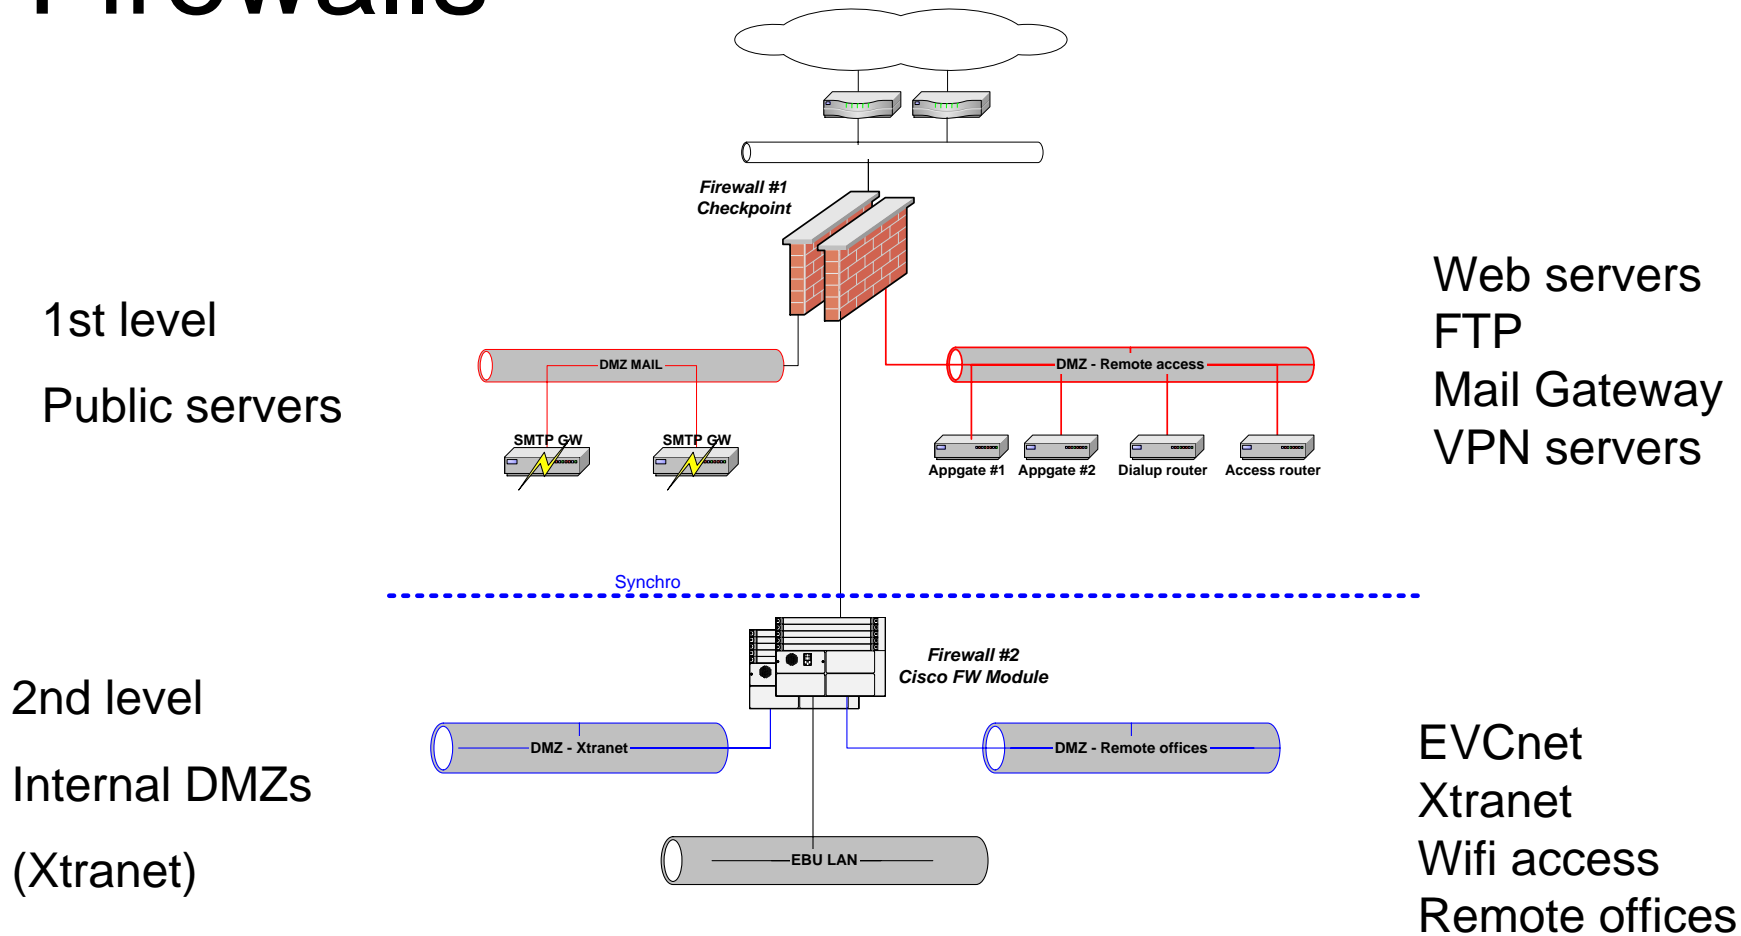 Firewalls
Firewall #1
Checkpoint
1st level
Public servers
Web servers
FTP
Mail Gateway
VPN servers
DMZ MAIL
DMZ - Remote access
SMTP GW
SMTP GW
Appgate #1
Appgate #2
Dialup router
Access router
Synchro
Firewall #2
Cisco FW Module
2nd level
Internal DMZs
(Xtranet)
DMZ - Xtranet
DMZ - Remote offices
EBU LAN
EVCnet
Xtranet
Wifi access
Remote offices